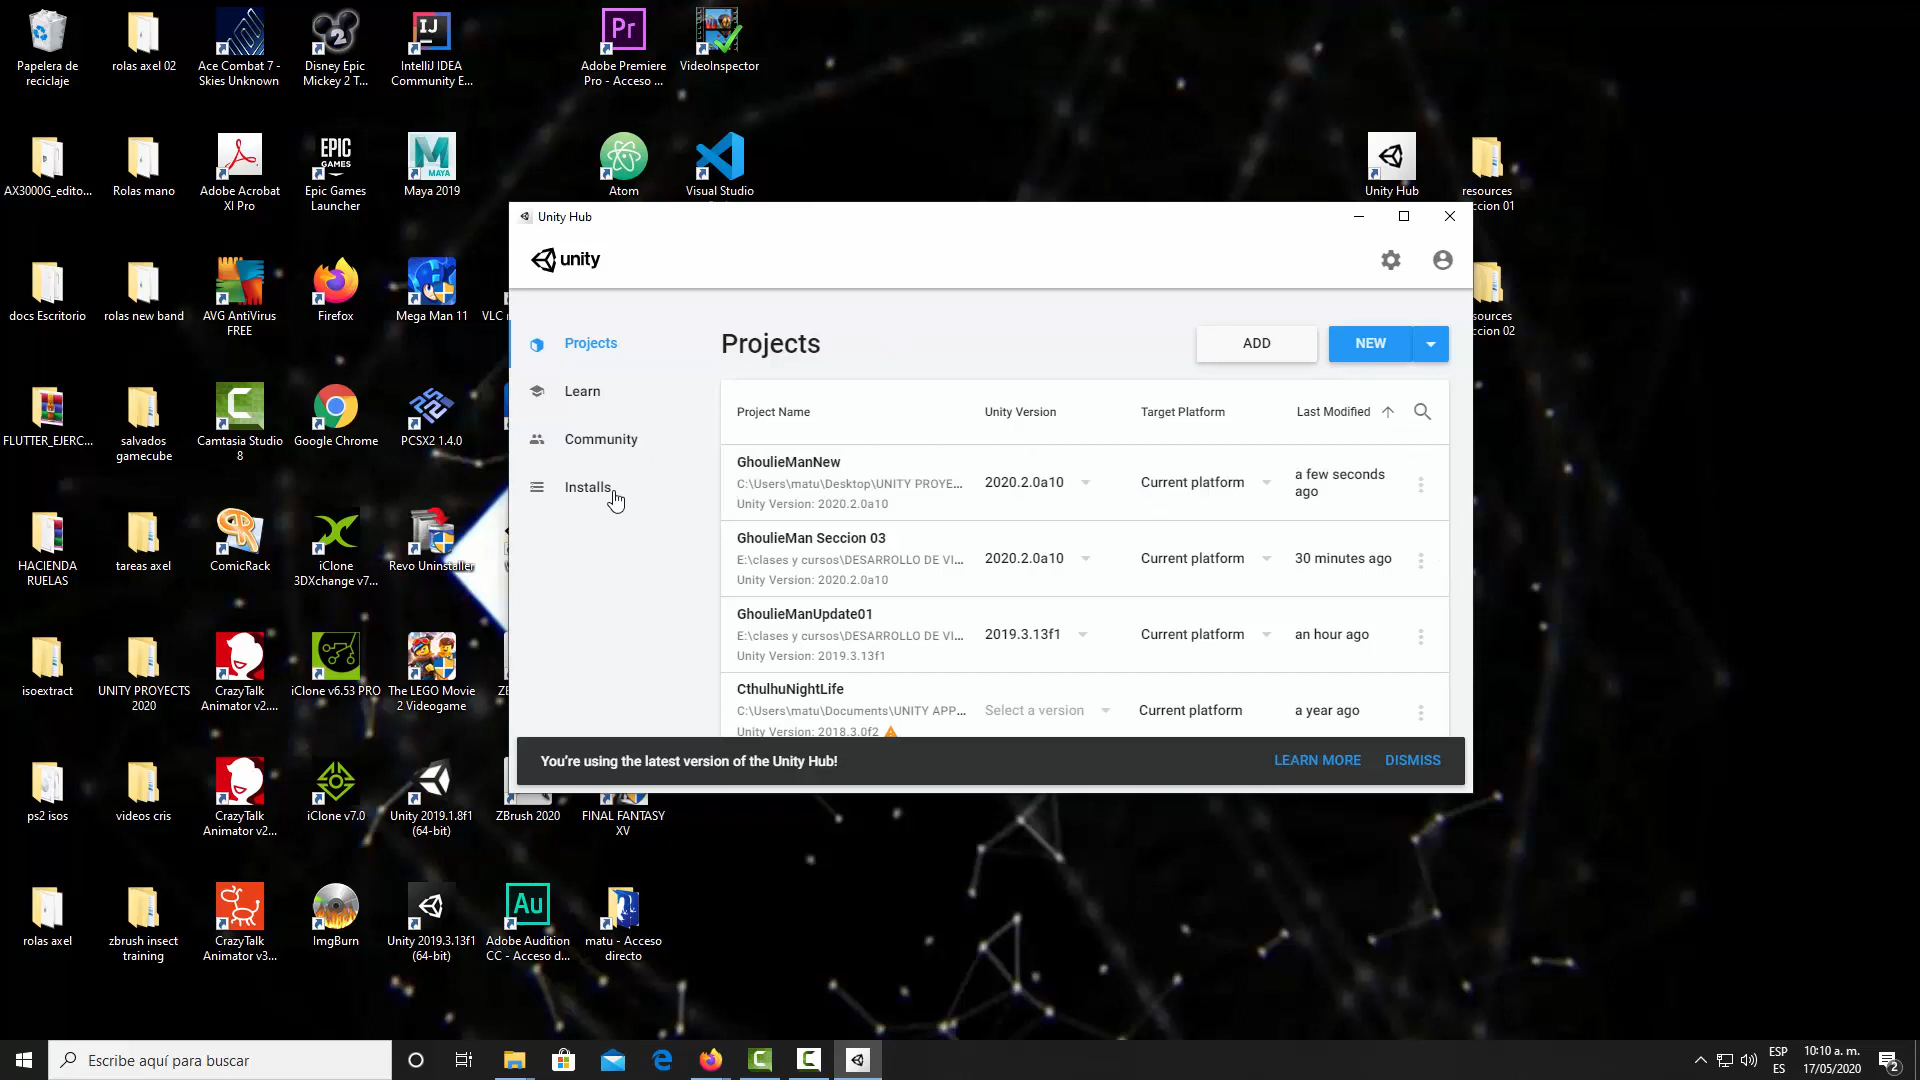 Papelera de
reciclaje
rolas axel 02
Ace Combat 7 -
Skies Unknown
Disney Epic
Mickey 2 T...
IntelliJ IDEA
Community E...
Adobe Premiere
Pro - Acceso ...
VideoInspector
AX3000G_edito...
Rolas mano
Adobe Acrobat
XI Pro
Epic Games
Launcher
Maya 2019
Atom
Visual Studio
Unity Hub
resources
ccion 01
docs Escritorio
rolas new band
AVG AntiVirus
FREE
Firefox
Mega Man 11
VLC
sources
ccion 02
FLUTTER_EJERC...
salvados
gamecube
Camtasia Studio
8
Google Chrome
PCSX2 1.4.0
HACIENDA
RUELAS
tareas axel
ComicRack
iClone
3DXchange v7...
Revo Uninstaller
isoextract
UNITY PROYECTS
2020
CrazyTalk
Animator v2....
iClone v6.53 PRO
The LEGO Movie
2 Videogame
ps2 isos
videos cris
CrazyTalk
Animator v2...
iClone v7.0
Unity 2019.1.8f1
(64-bit)
ZBrush 2020
FINAL FANTASY
XV
rolas axel
zbrush insect
training
CrazyTalk
Animator v3...
ImgBurn
Unity 2019.3.13f1
(64-bit)
Adobe Audition
CC - Acceso d...
matu - Acceso
directo
Unity Hub
unity
Projects
Learn
Community
Installs
Projects
ADD
NEW
Project Name
Unity Version
Target Platform
Last Modified
GhoulieManNew
C:\Users\matu\Desktop\UNITY PROYE...
Unity Version: 2020.2.0a10
2020.2.0a10
Current platform
a few seconds
ago
GhoulieMan Seccion 03
E:\clases y cursos\DESARROLLO DE VI...
Unity Version: 2020.2.0a10
2020.2.0a10
Current platform
30 minutes ago
GhoulieManUpdate01
E:\clases y cursos\DESARROLLO DE VI...
Unity Version: 2019.3.13f1
2019.3.13f1
Current platform
an hour ago
CthulhuNightLife
C:\Users\matu\Documents\UNITY APP...
Unity Version: 2018.3.0f2
Select a version
Current platform
a year ago
You're using the latest version of the Unity Hub!
LEARN MORE
DISMISS
Escribe aquí para buscar
ESP
ES
10:10 a. m.
17/05/2020
2